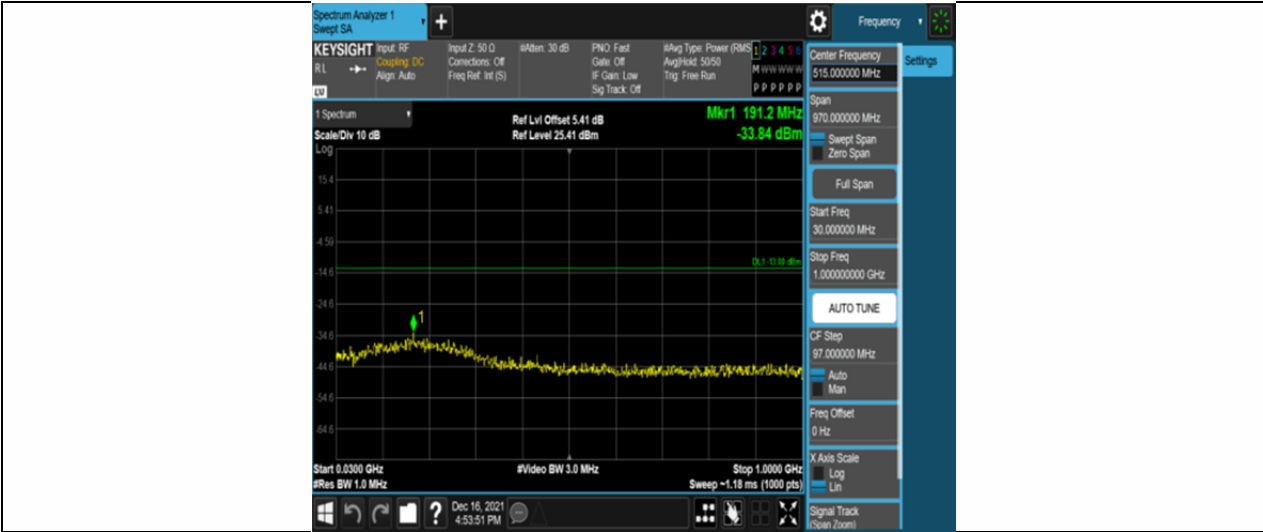 Spectrum Analyzer 1
Swept SA
+
Frequency
KEYSIGHT
RL
LV
Input: RF
Coupling: DC
Align: Auto
Input Z: 50 Ω
Corrections: Off
Freq Ref: Int (S)
#Atten: 30 dB
PNO: Fast
Gate: Off
IF Gain: Low
Sig Track: Off
#Avg Type: Power (RMS
Avg|Hold: 50/50
Trig: Free Run
1 2 3 4 5 6
M W W W W W
P P P P P P
Center Frequency
515.000000 MHz
Settings
1 Spectrum
Scale/Div 10 dB
Ref Lvl Offset 5.41 dB
Ref Level 25.41 dBm
Mkr1 191.2 MHz
-33.84 dBm
Log
15.4
5.41
-4.59
-14.6
-24.6
-34.6
-44.6
-54.6
-64.6
DL1 -13.00 dBm
1
Start 0.0300 GHz
#Res BW 1.0 MHz
#Video BW 3.0 MHz
Stop 1.0000 GHz
Sweep ~1.18 ms (1000 pts)
Span
970.000000 MHz
Swept Span
Zero Span
Full Span
Start Freq
30.000000 MHz
Stop Freq
1.000000000 GHz
AUTO TUNE
CF Step
97.000000 MHz
Auto
Man
Freq Offset
0 Hz
X Axis Scale
Log
Lin
Signal Track
(Span Zoom)
?
Dec 16, 2021
4:53:51 PM